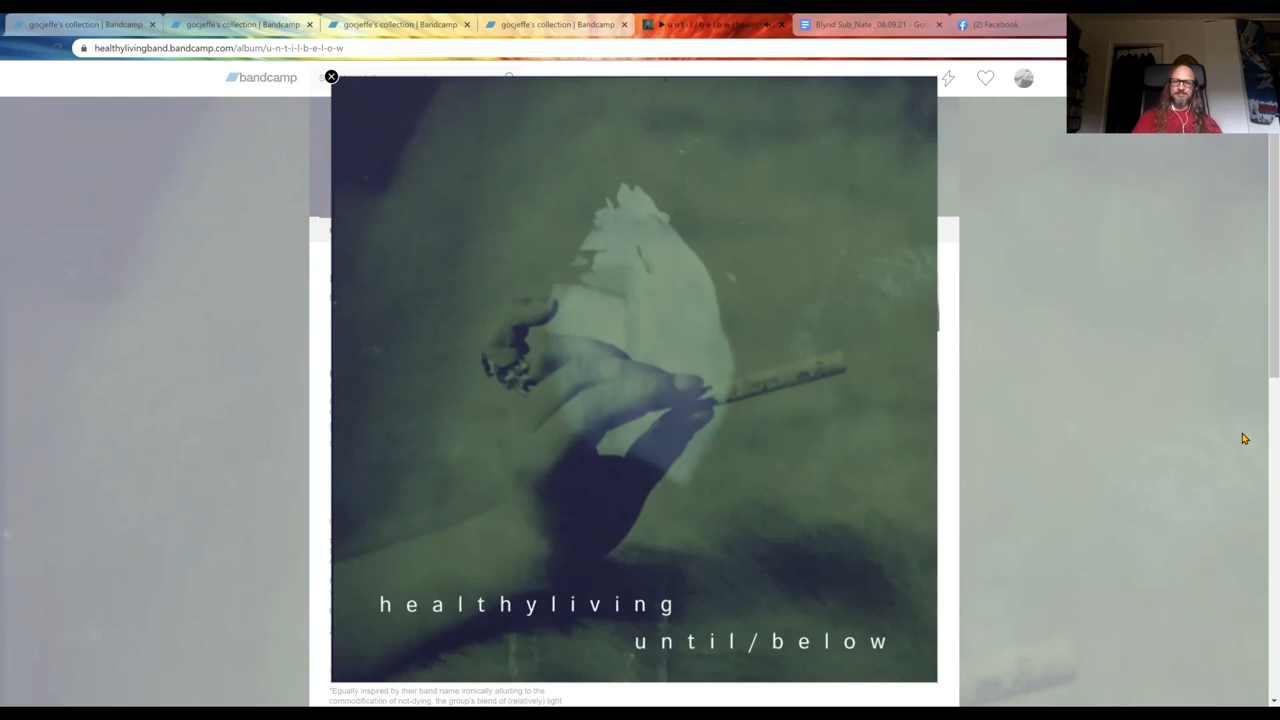 gocjeffe's collection | Bandcamp
gocjeffe's collection | Bandcamp
gocjeffe's collection | Bandcamp
gocjeffe's collection | Bandcamp
Blynd Sub_Nate _08.09.21 - Goo
(2) Facebook
healthylivingband.bandcamp.com/album/u-n-t-i-l-b-e-l-o-w
bandcamp
h e a l t h y l i v i n g
u n t i l / b e l o w
"Equally inspired by their band name ironically alluding to the
commodification of not-dying, the group's blend of (relatively) light